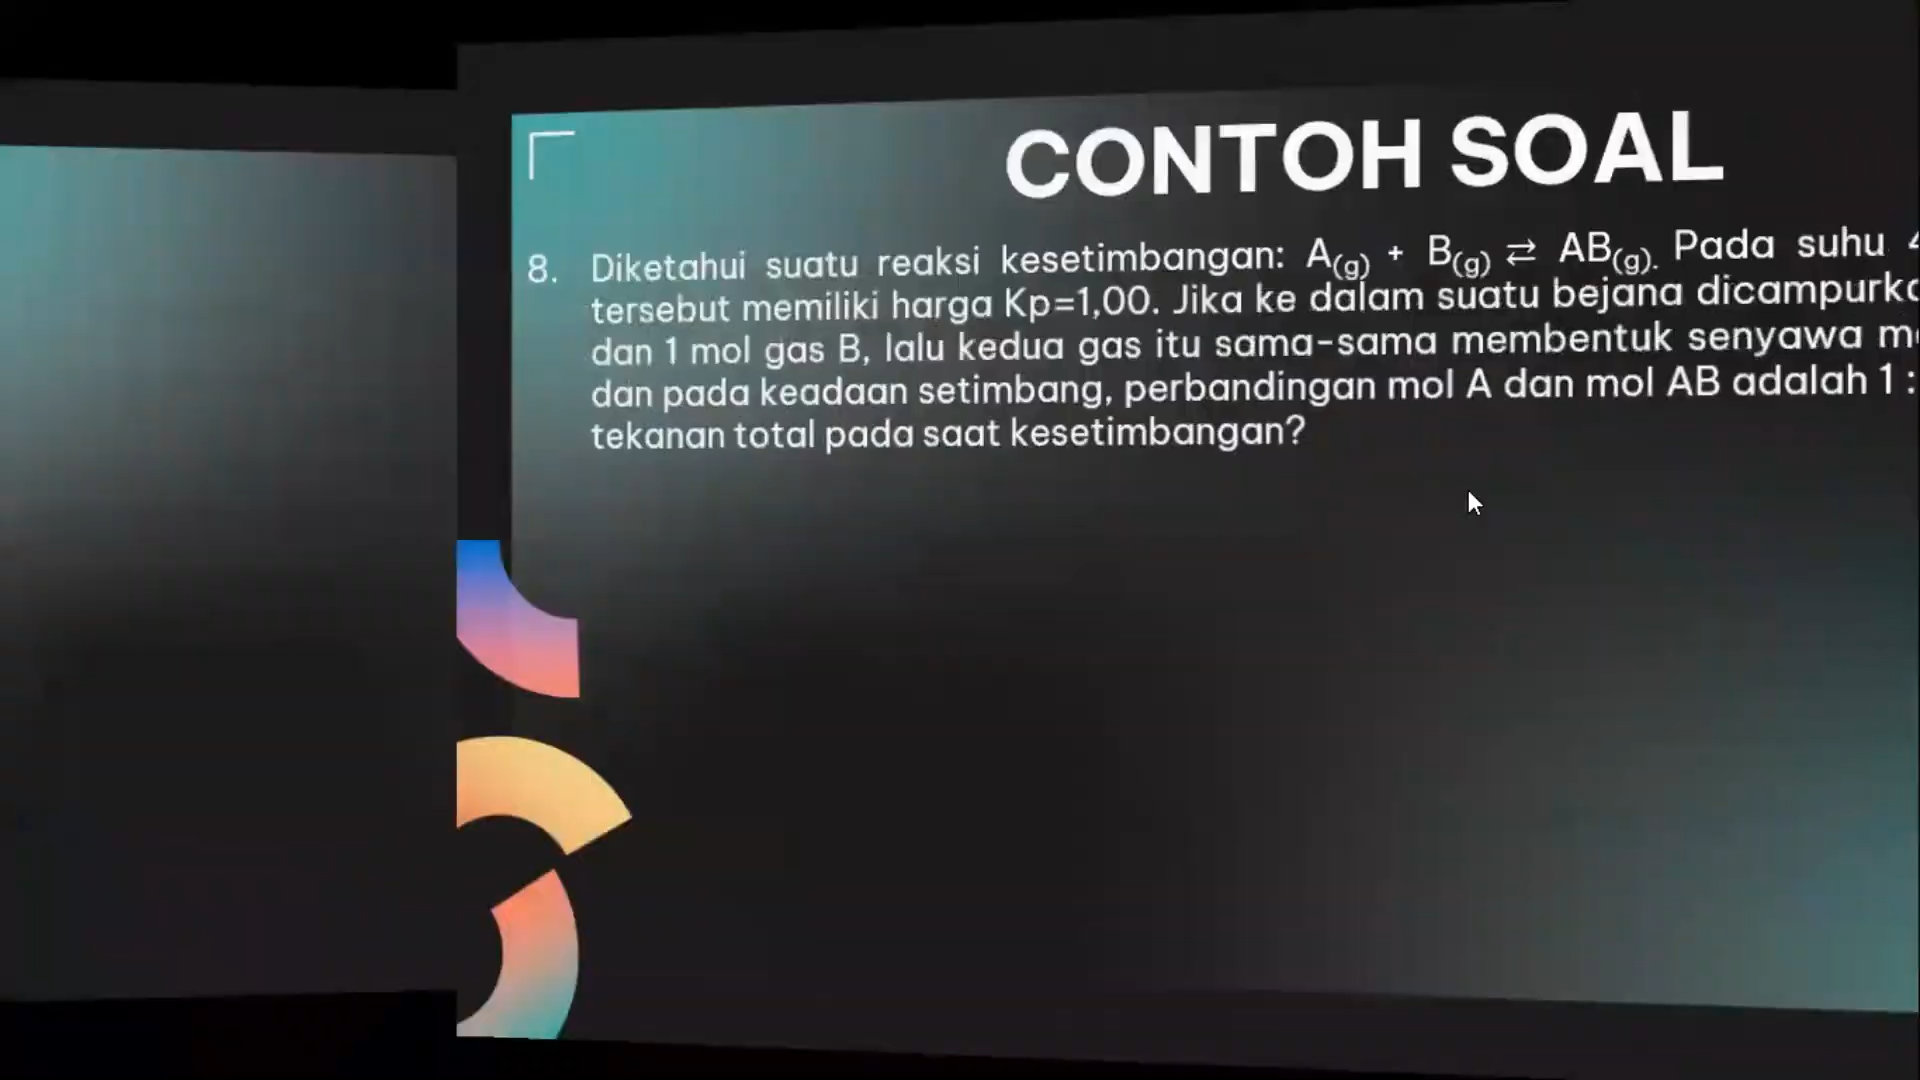 CONTOH SOAL
8. Diketahui suatu reaksi kesetimbangan: A(g) + B(g) ⇄ AB(g). Pada suhu
tersebut memiliki harga Kp=1,00. Jika ke dalam suatu bejana
dan 1 mol gas B, lalu kedua gas itu sama-sama membentuk senyawa
dan pada keadaan setimbang, perbandingan mol A dan mol AB adalah 1 :
tekanan total pada saat kesetimbangan?